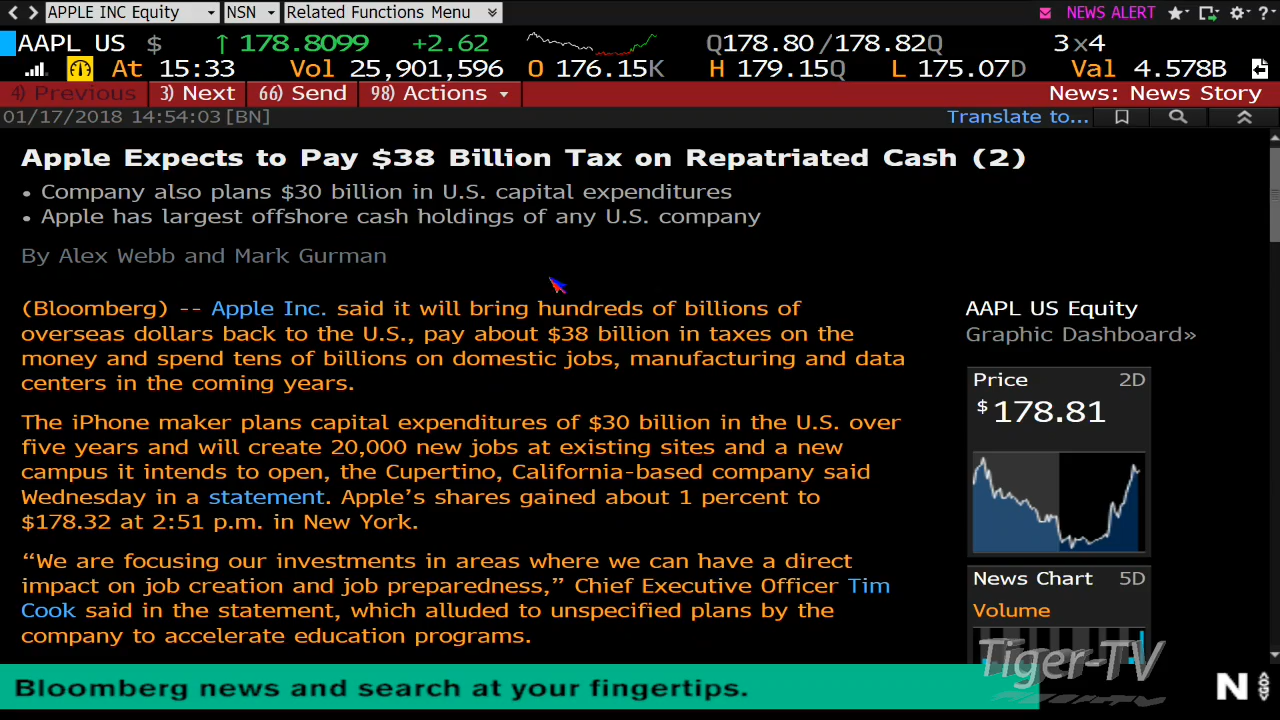 APPLE INC Equity NSN Related Functions Menu NEWS ALERT ?
AAPL US $ ↑ 178.8099 +2.62 Q178.80 /178.82Q 3x4
At 15:33 Vol 25,901,596 O 176.15K H 179.15Q L 175.07D Val 4.578B
4) Previous 3) Next 66) Send 98) Actions News: News Story
01/17/2018 14:54:03 [BN] Translate to...
Apple Expects to Pay $38 Billion Tax on Repatriated Cash (2)
• Company also plans $30 billion in U.S. capital expenditures
• Apple has largest offshore cash holdings of any U.S. company
By Alex Webb and Mark Gurman
(Bloomberg) -- Apple Inc. said it will bring hundreds of billions of
overseas dollars back to the U.S., pay about $38 billion in taxes on the
money and spend tens of billions on domestic jobs, manufacturing and data
centers in the coming years.
The iPhone maker plans capital expenditures of $30 billion in the U.S. over
five years and will create 20,000 new jobs at existing sites and a new
campus it intends to open, the Cupertino, California-based company said
Wednesday in a statement. Apple's shares gained about 1 percent to
$178.32 at 2:51 p.m. in New York.
“We are focusing our investments in areas where we can have a direct
impact on job creation and job preparedness,” Chief Executive Officer Tim
Cook said in the statement, which alluded to unspecified plans by the
company to accelerate education programs.
AAPL US Equity
Graphic Dashboard»
Price 2D
$178.81
News Chart 5D
Volume
Tiger-TV
Bloomberg news and search at your fingertips.
N